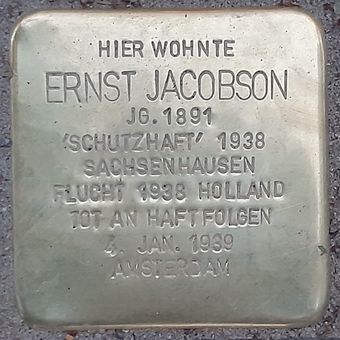 HIER WOHNTE
ERNST JACOBSON
JG. 1891
'SCHUTZHAFT' 1938
SACHSENHAUSEN
FLUCHT 1938 HOLLAND
TOT AN HAFTFOLGEN
4. JAN. 1939
AMSTERDAM